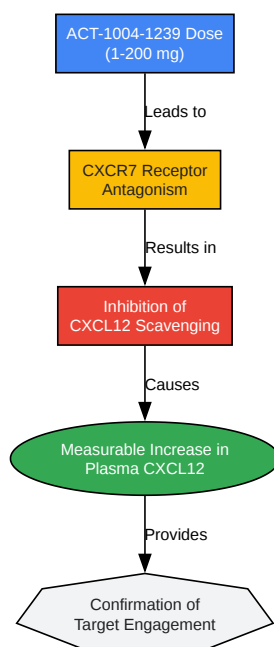 ACT-1004-1239 Dose
(1-200 mg)
Leads to
CXCR7 Receptor
Antagonism
Results in
Inhibition of
CXCL12 Scavenging
Causes
Measurable Increase in
Plasma CXCL12
Provides
Confirmation of
Target Engagement